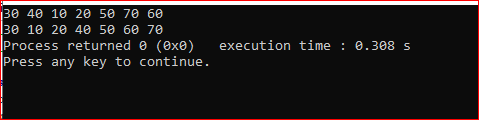 30 40 10 20 50 70 60
30 10 20 40 50 60 70
Process returned 0 (0x0)   execution time : 0.308 s
Press any key to continue.